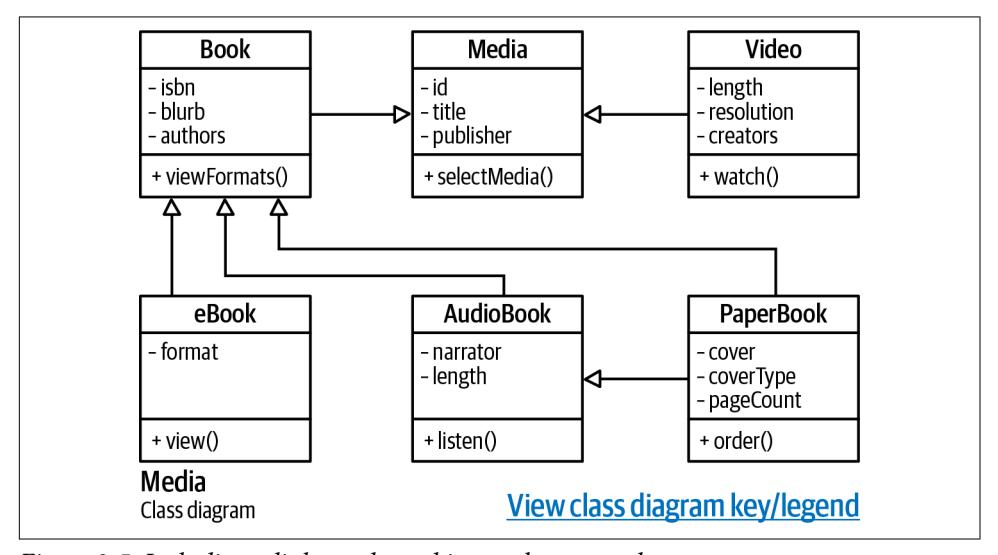 Book
– isbn
– blurb
– authors
+ viewFormats()
Media
– id
– title
– publisher
+ selectMedia()
Video
– length
– resolution
– creators
+ watch()
eBook
– format
+ view()
AudioBook
– narrator
– length
+ listen()
PaperBook
– cover
– coverType
– pageCount
+ order()
Media
Class diagram
View class diagram key/legend